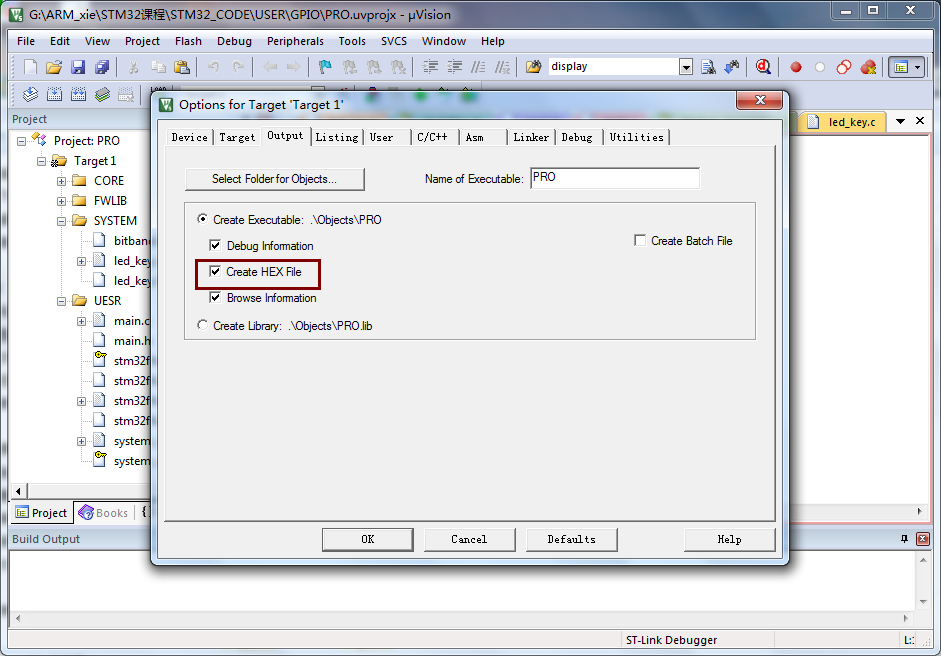 G:\ARM_xie\STM32课程\STM32_CODE\USER\GPIO\PRO.uvprojx - µVision
File Edit View Project Flash Debug Peripherals Tools SVCS Window Help
display
Project
Project: PRO
Target 1
CORE
FWLIB
SYSTEM
bitban
led_key
led_key
UESR
main.c
main.h
stm32f
stm32f
stm32f
stm32f
system
system
Project Books {
led_key.c
Options for Target 'Target 1'
Device Target Output Listing User C/C++ Asm Linker Debug Utilities
Select Folder for Objects... Name of Executable: PRO
Create Executable: .\Objects\PRO
Debug Information Create Batch File
Create HEX File
Browse Information
Create Library: .\Objects\PRO.lib
OK Cancel Defaults Help
Build Output
ST-Link Debugger L: